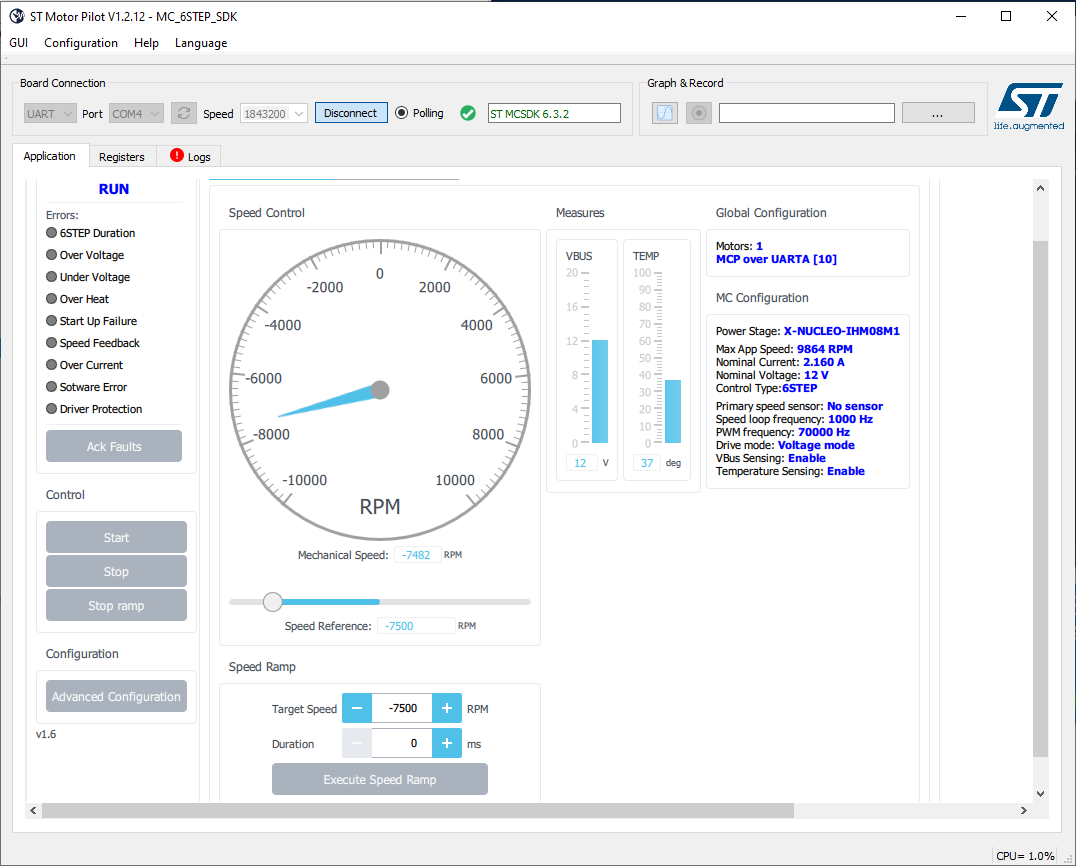 ST Motor Pilot V1.2.12 - MC_6STEP_SDK
GUI Configuration Help Language
Board Connection
UART Port COM4 Speed 1843200 Disconnect Polling ST MCSDK 6.3.2
Graph & Record
...
ST
life.augmented
Application Registers Logs
RUN
Errors:
6STEP Duration
Over Voltage
Under Voltage
Over Heat
Start Up Failure
Speed Feedback
Over Current
Sotware Error
Driver Protection
Ack Faults
Control
Start
Stop
Stop ramp
Configuration
Advanced Configuration
v1.6
Speed Control
0
-2000 2000
-4000 4000
-6000 6000
-8000 8000
-10000 10000
RPM
Mechanical Speed: -7482 RPM
Speed Reference: -7500 RPM
Speed Ramp
Target Speed − -7500 + RPM
Duration − 0 + ms
Execute Speed Ramp
Measures
VBUS
20
16
12
8
4
0
12 V
TEMP
100
90
80
70
60
50
40
30
20
10
0
37 deg
Global Configuration
Motors: 1
MCP over UARTA [10]
MC Configuration
Power Stage: X-NUCLEO-IHM08M1
Max App Speed: 9864 RPM
Nominal Current: 2.160 A
Nominal Voltage: 12 V
Control Type:6STEP
Primary speed sensor: No sensor
Speed loop frequency: 1000 Hz
PWM frequency: 70000 Hz
Drive mode: Voltage mode
VBus Sensing: Enable
Temperature Sensing: Enable
CPU= 1.0%